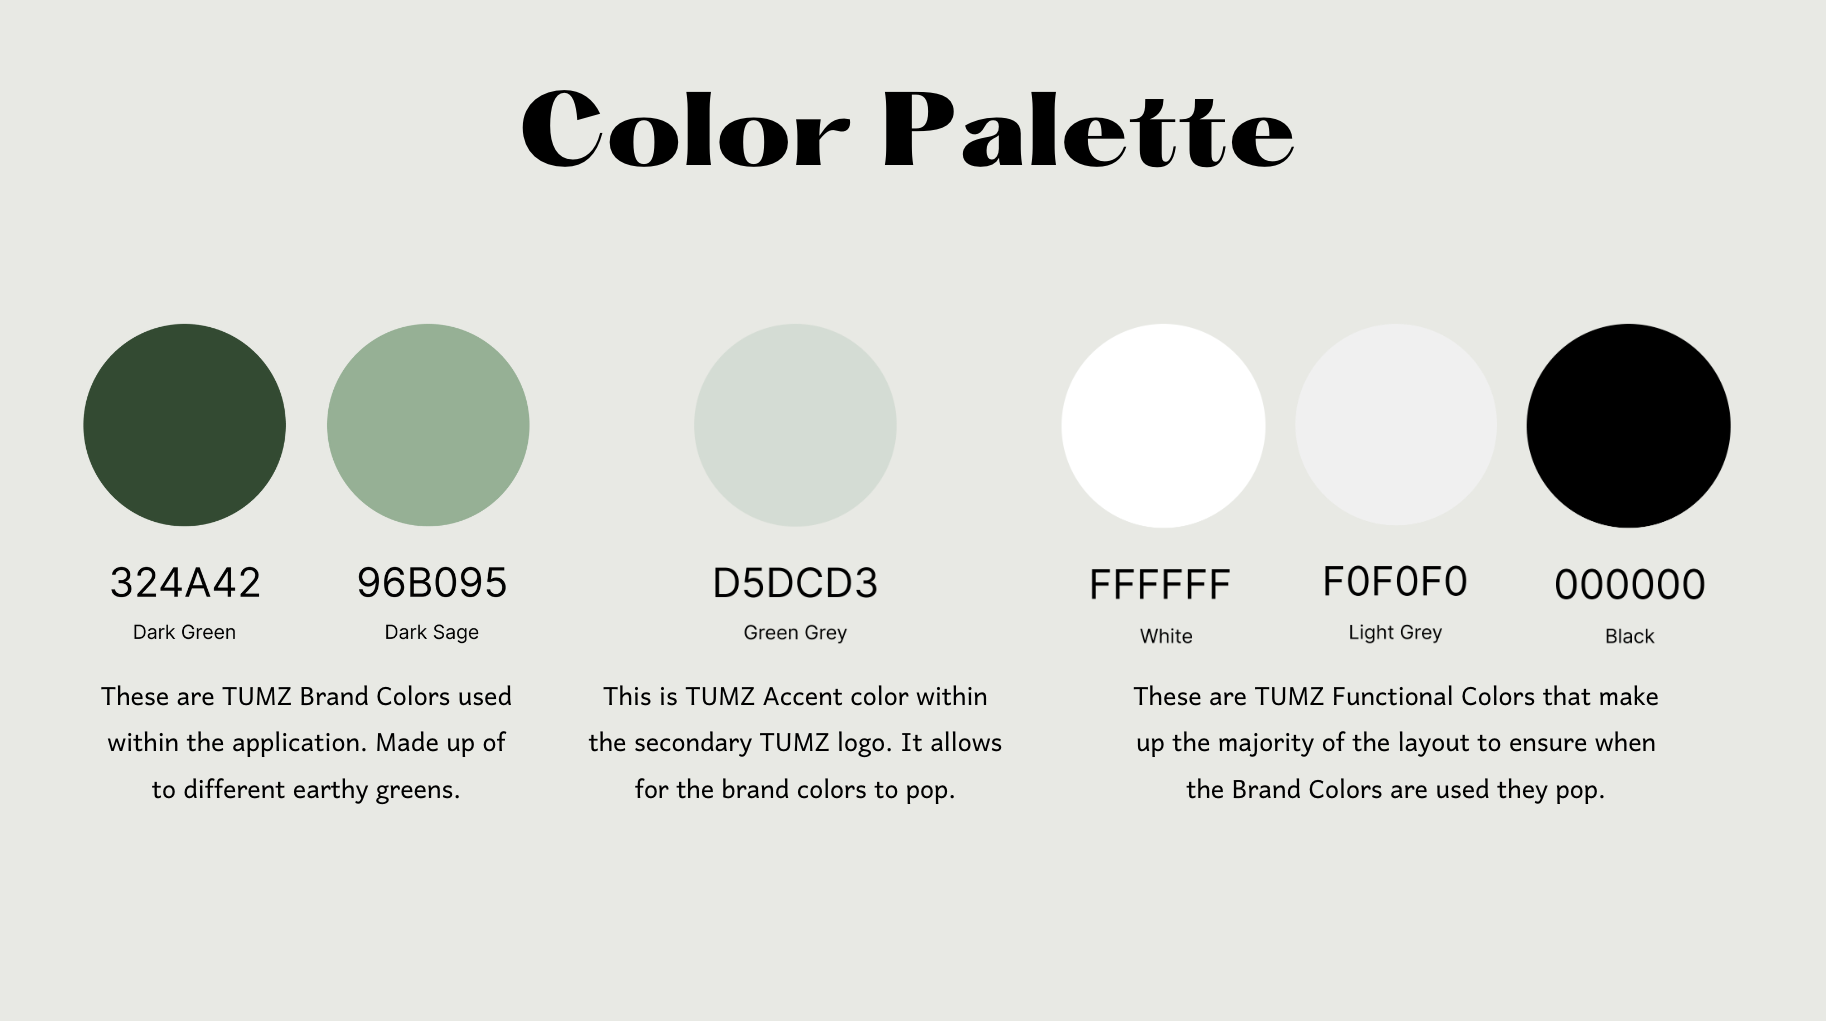 Color Palette
324A42
Dark Green
96B095
Dark Sage
These are TUMZ Brand Colors used
within the application. Made up of
to different earthy greens.
D5DCD3
Green Grey
This is TUMZ Accent color within
the secondary TUMZ logo. It allows
for the brand colors to pop.
FFFFFF
White
F0F0F0
Light Grey
000000
Black
These are TUMZ Functional Colors that make
up the majority of the layout to ensure when
the Brand Colors are used they pop.